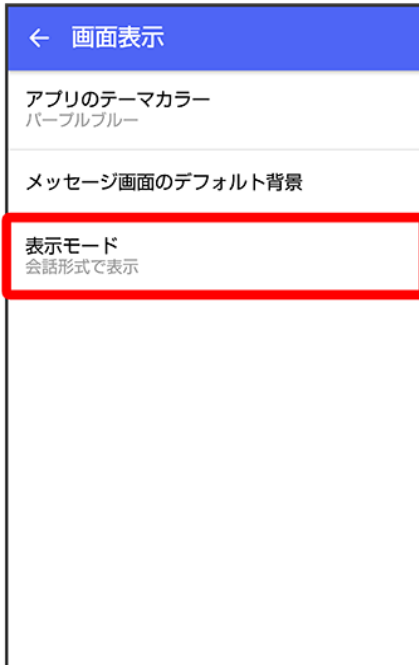 ← 画面表示
アプリのテーマカラー
パープルブルー
メッセージ画面のデフォルト背景
表示モード
会話形式で表示